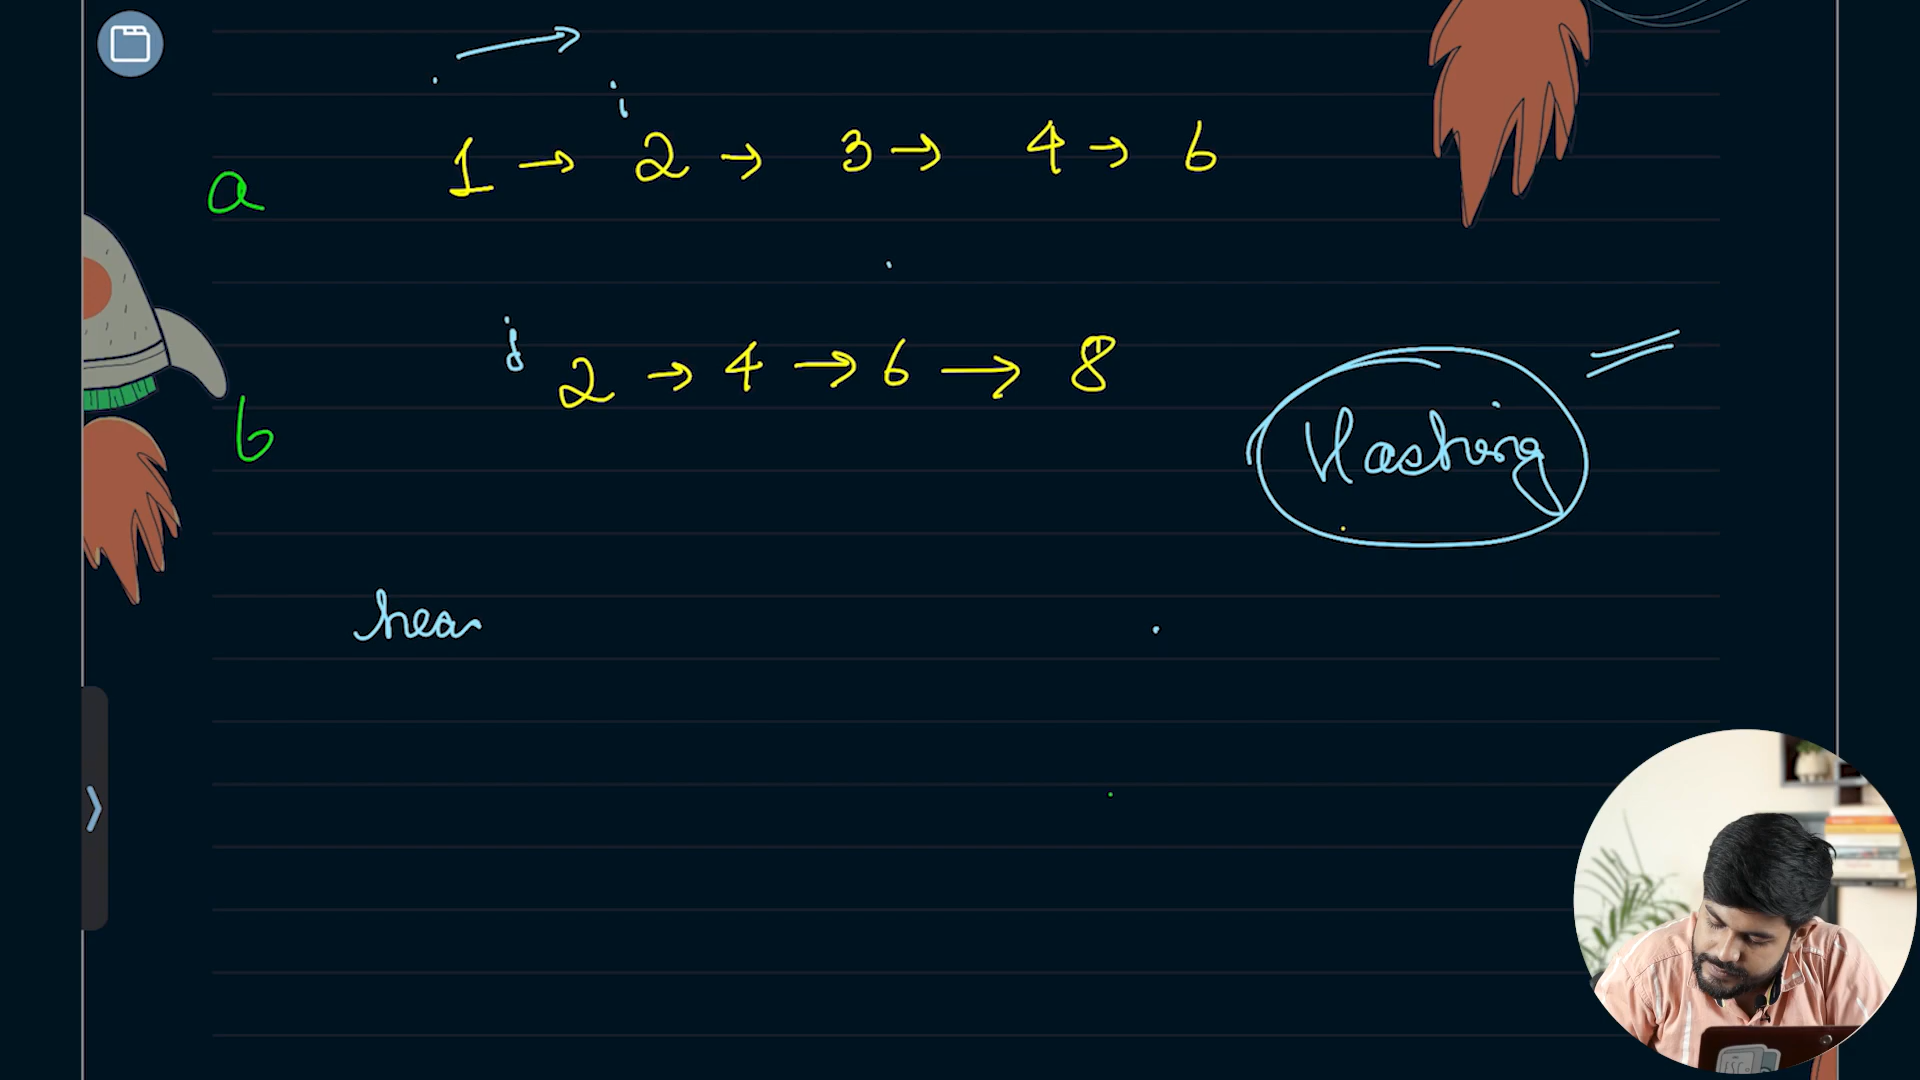 i
1 → 2 → 3 → 4 → 6
a
j
2 → 4 → 6 → 8
b
Hashing
hea